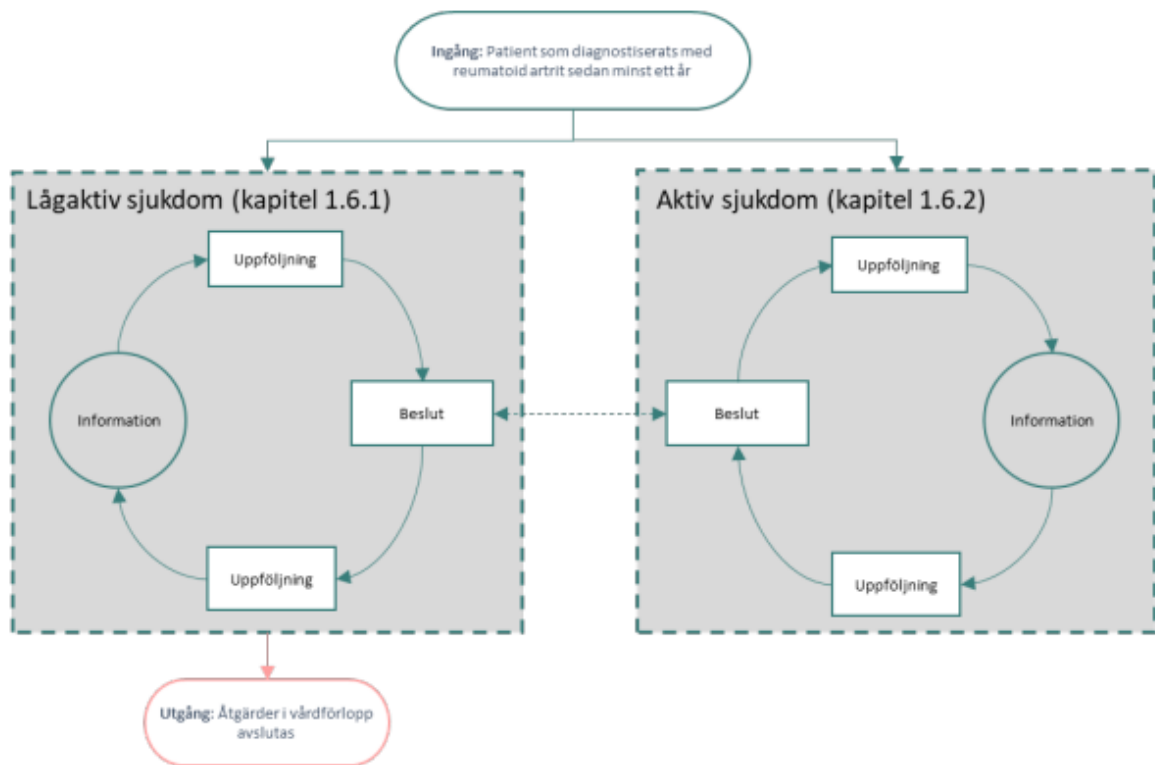 Ingång: Patient som diagnostiserats med
reumatoid artrit sedan minst ett år
Lågaktiv sjukdom (kapitel 1.6.1)
Uppföljning
Information
Beslut
Uppföljning
Aktiv sjukdom (kapitel 1.6.2)
Uppföljning
Beslut
Information
Uppföljning
Utgång: Åtgärder i vårdförlopp
avslutas